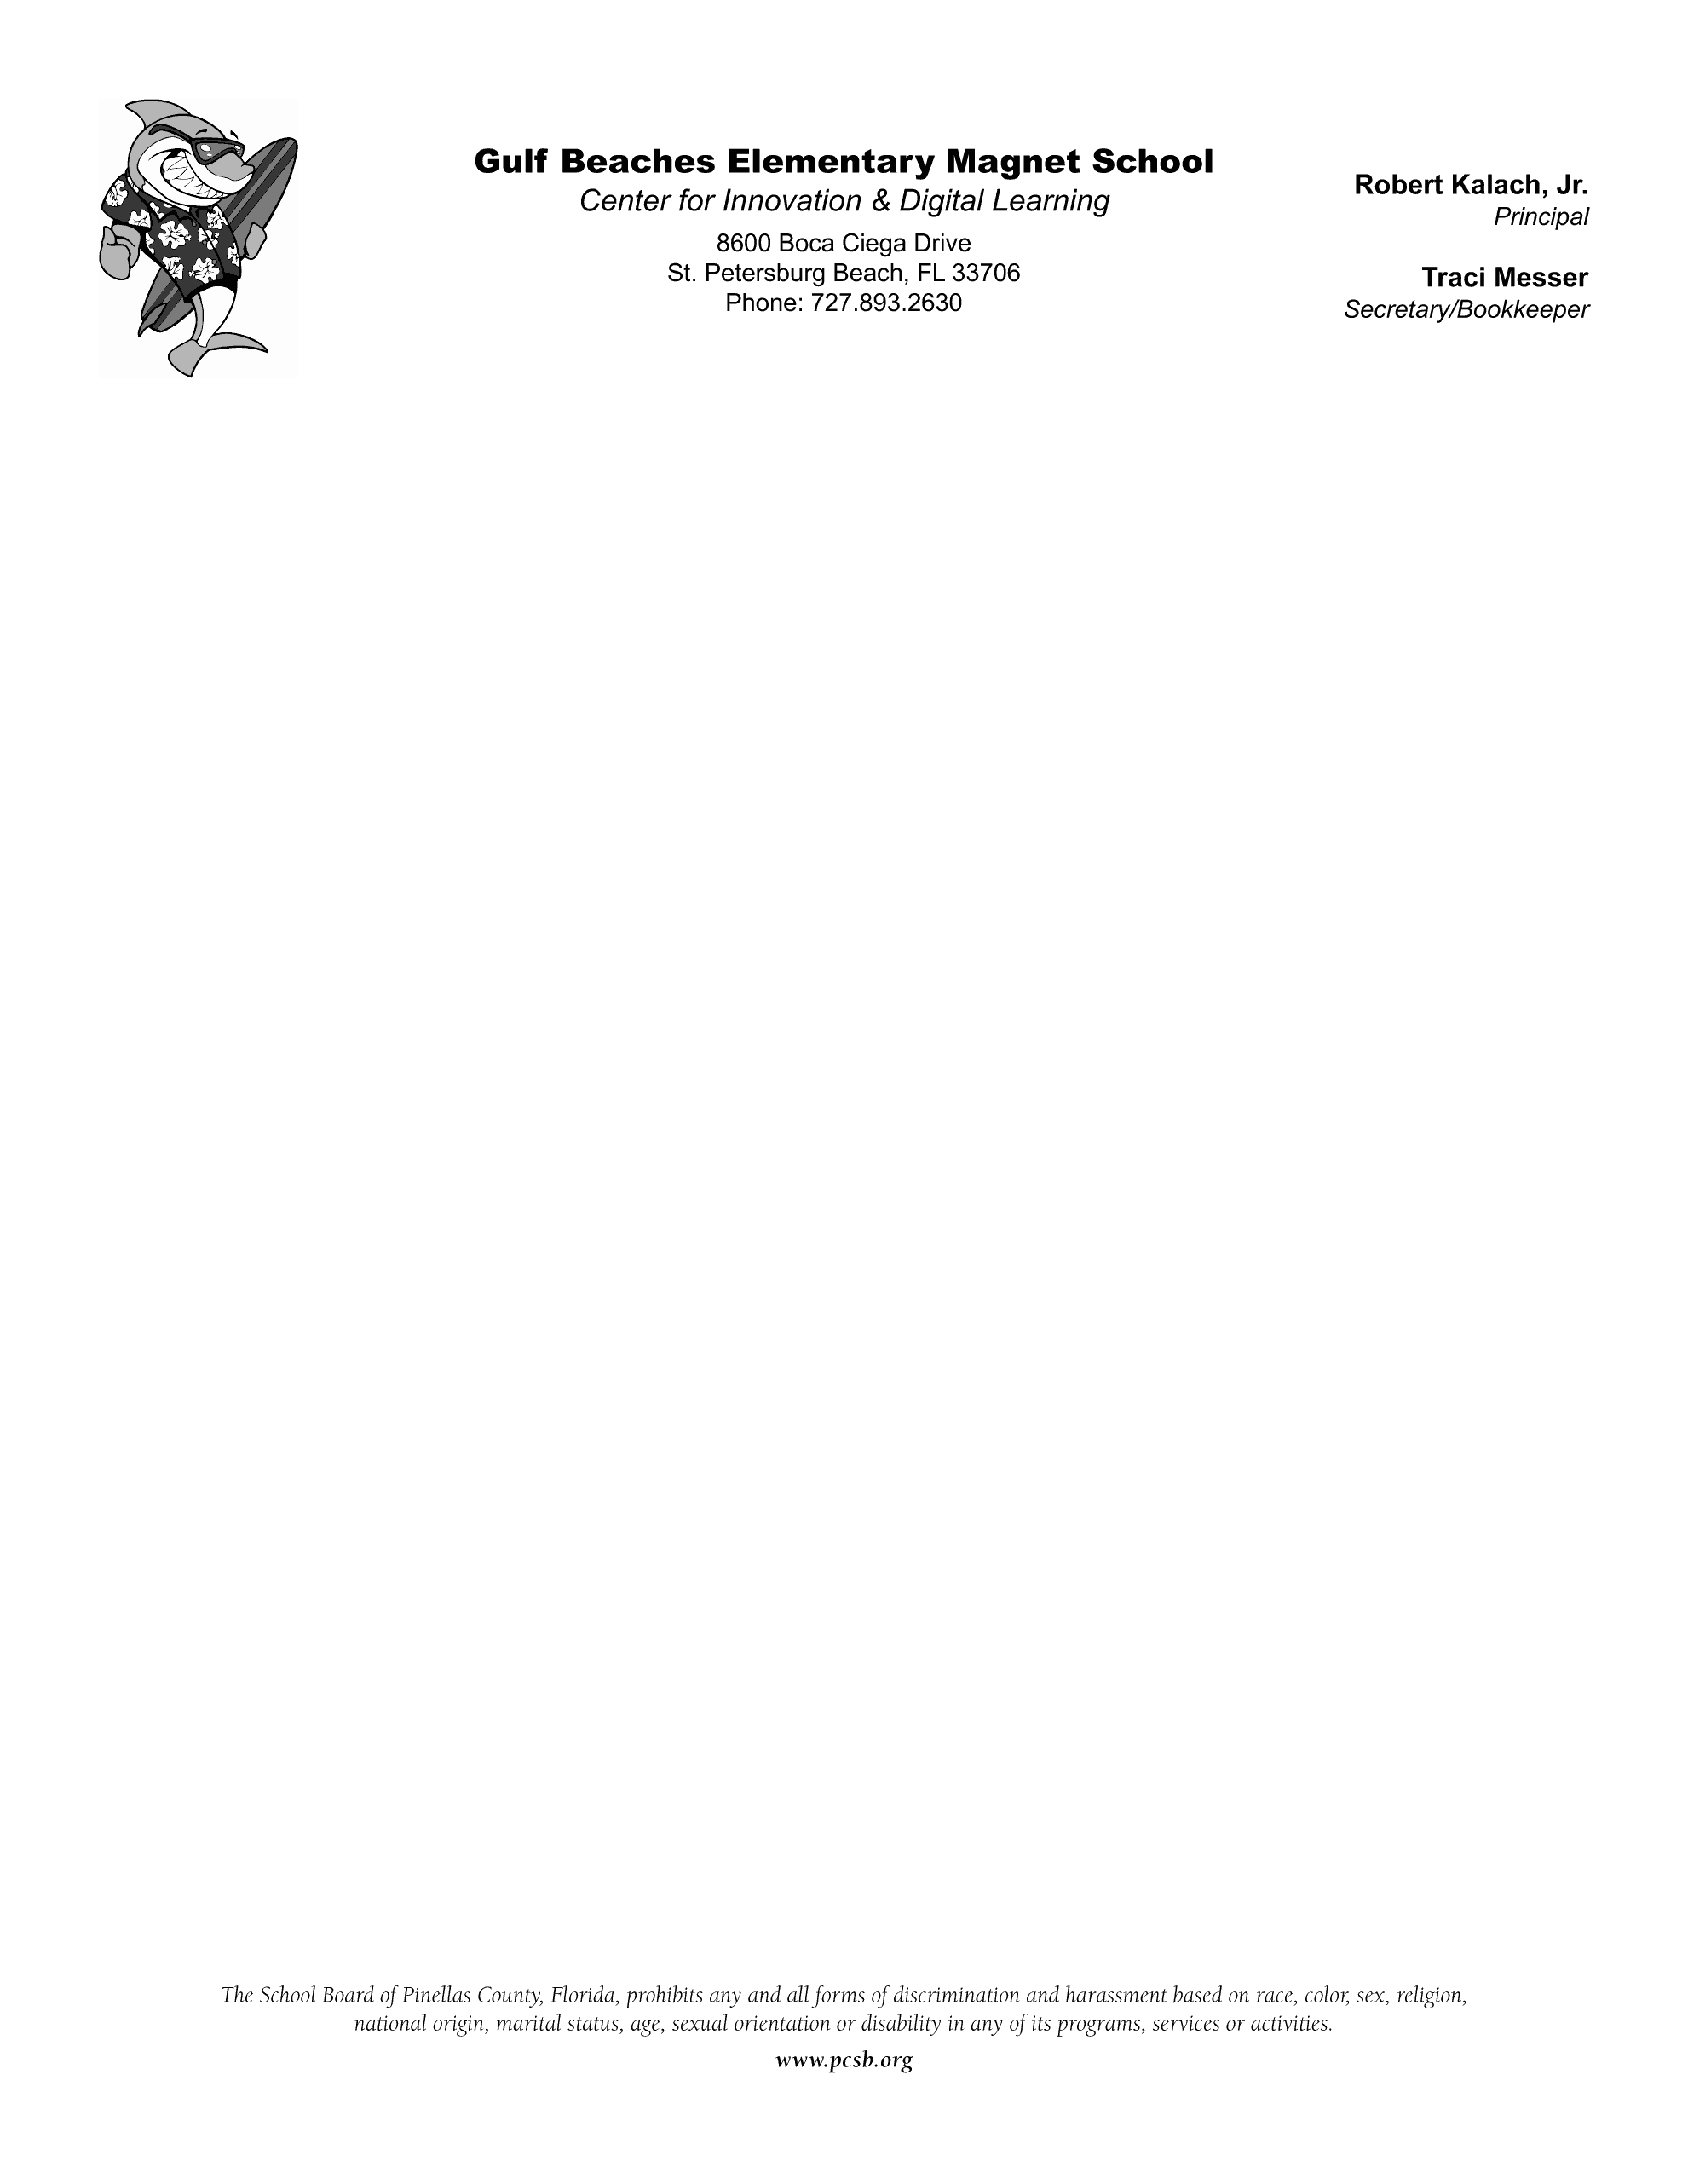 Gulf Beaches Elementary Magnet School
Center for Innovation & Digital Learning
8600 Boca Ciega Drive
St. Petersburg Beach, FL 33706
Phone: 727.893.2630
Robert Kalach, Jr.
Principal
Traci Messer
Secretary/Bookkeeper
The School Board of Pinellas County, Florida, prohibits any and all forms of discrimination and harassment based on race, color, sex, religion,
national origin, marital status, age, sexual orientation or disability in any of its programs, services or activities.
www.pcsb.org